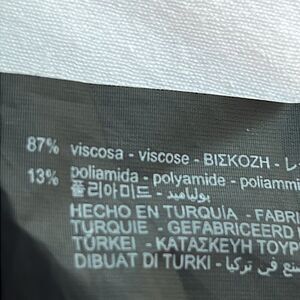 87% viscosa - viscose - ΒΙΣΚΟΖΗ -
13% poliamida - polyamide - poliammi
폴리아미드 - بولياميد
HECHO EN TURQUÍA - FABRI
TURQUIE - GEFABRICEERD
TÜRKEI - ΚΑΤΑΣΚΕΥΗ ΤΟΥΡ
DIBUAT DI TURKI - صنع في تركيا